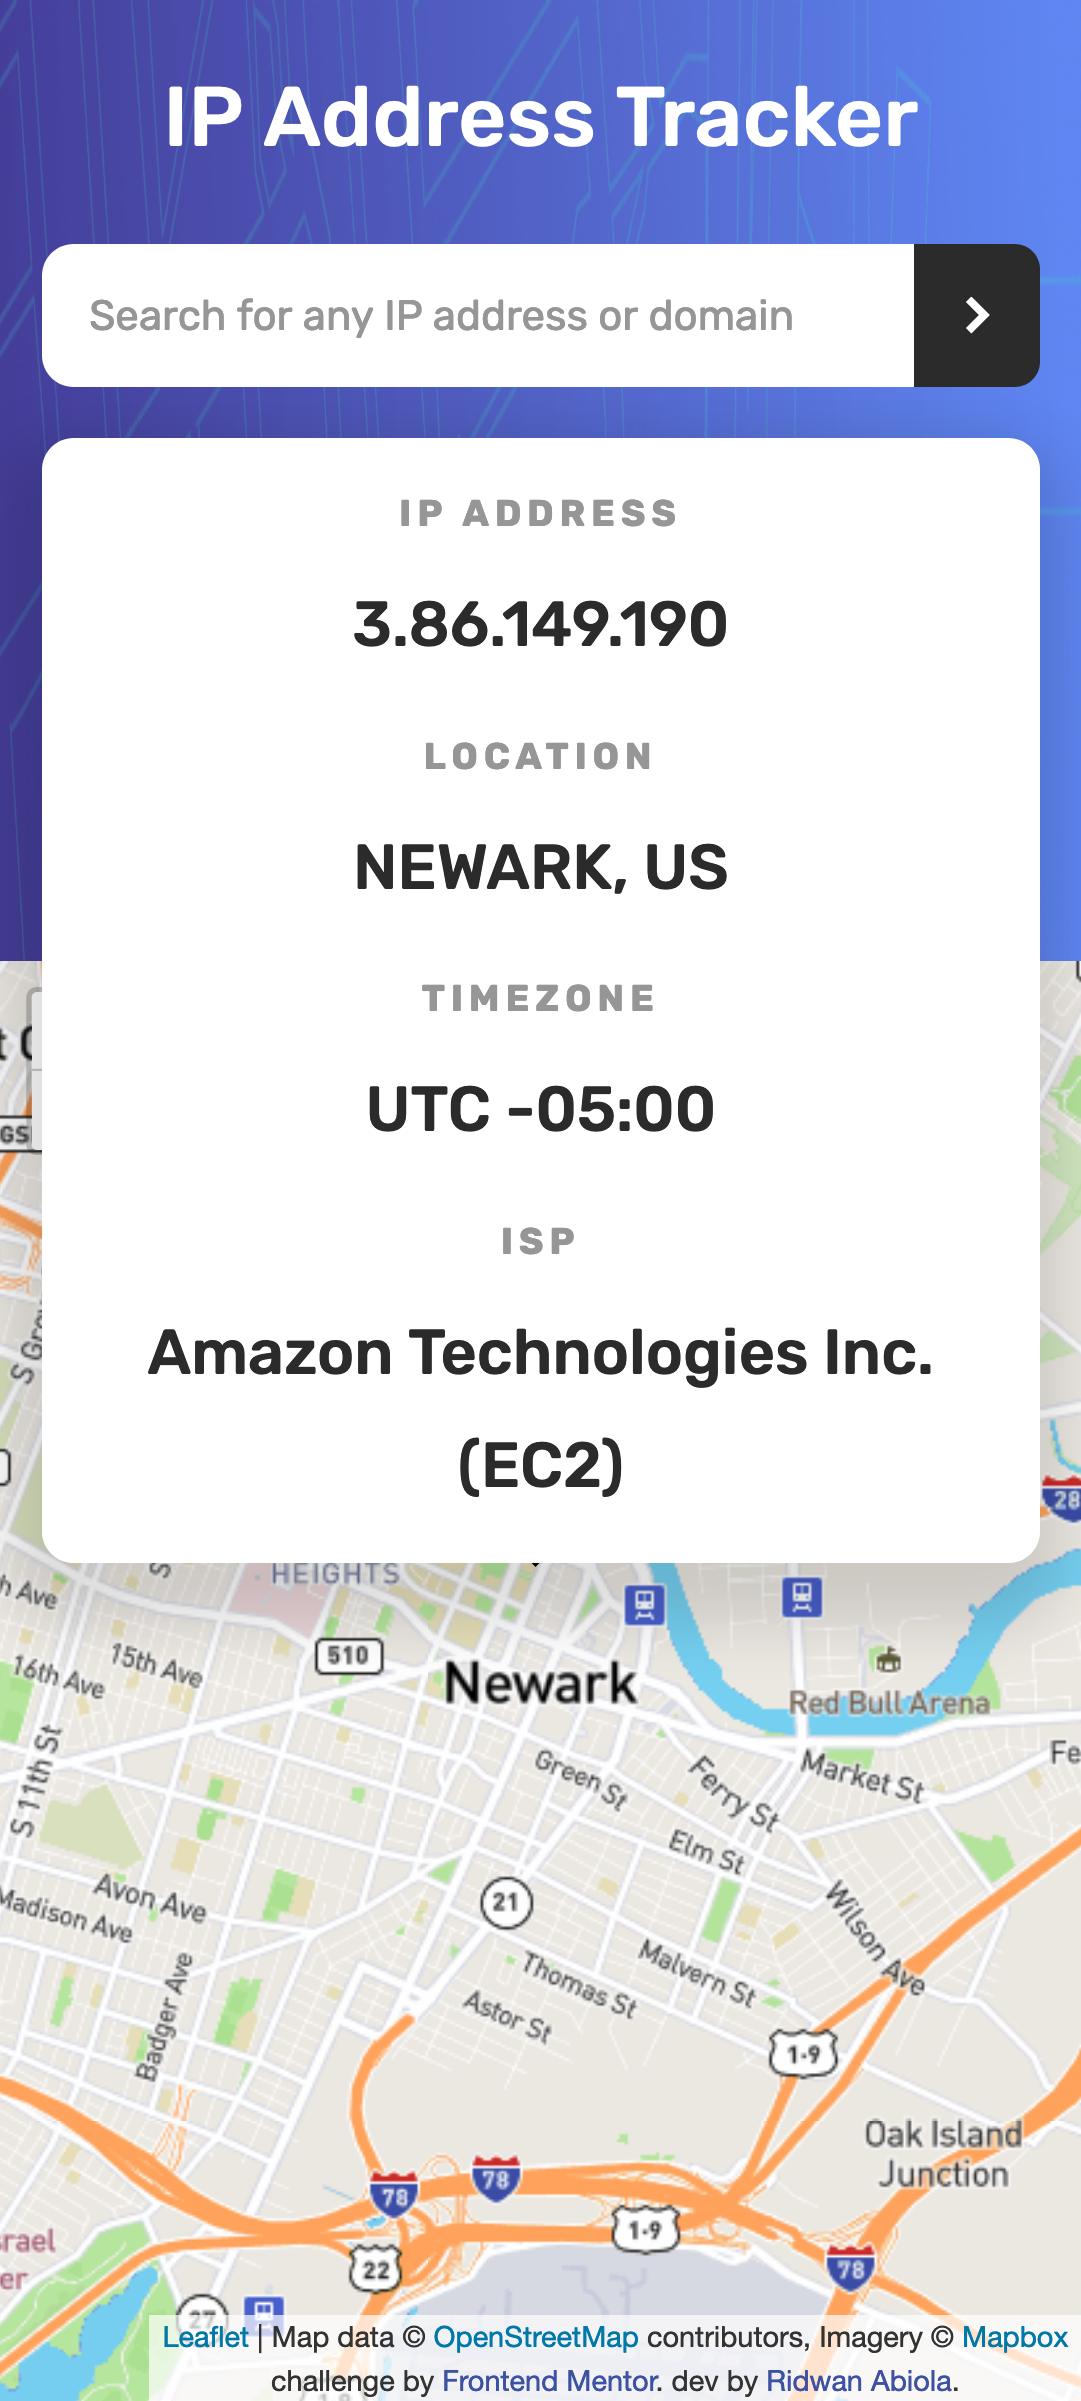 IP Address Tracker
Search for any IP address or domain
IP ADDRESS
3.86.149.190
LOCATION
NEWARK, US
TIMEZONE
UTC -05:00
ISP
Amazon Technologies Inc.
(EC2)
S Gro
28
HEIGHTS
h Ave
510
15th Ave
16th Ave
Newark
Red Bull Arena
S 11th St
Green St
Ferry St
Market St
Fe
Elm St
Avon Ave
Madison Ave
21
Wilson Ave
Malvern St
Thomas St
Astor St
Badger Ave
1-9
Oak Island
Junction
78
78
1-9
22
78
rael
er
27
Leaflet | Map data © OpenStreetMap contributors, Imagery © Mapbox
challenge by Frontend Mentor. dev by Ridwan Abiola.